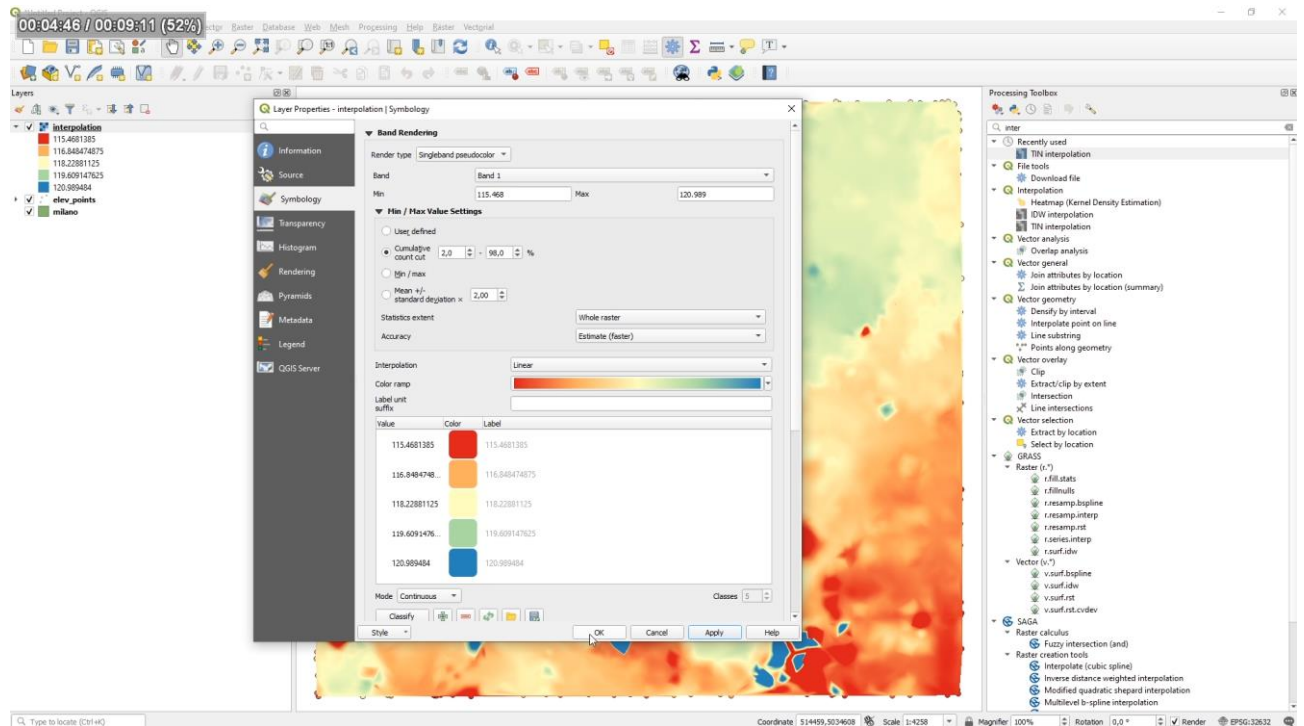 00:04:46 / 00:09:11 (52%)
Raster Database Web Mesh Processing Help Raster Vectgrial
Layers
interpolation
115.4681385
116.848474875
118.22881125
119.609147625
120.989484
elev_points
milano
Layer Properties - interpolation | Symbology
Information
Source
Symbology
Transparency
Histogram
Rendering
Pyramids
Metadata
Legend
QGIS Server
Band Rendering
Render type Singleband pseudocolor
Band Band 1
Min 115.468 Max 120.989
Min / Max Value Settings
User defined
Cumulative
count cut 2,0 - 98,0 %
Min / max
Mean +/-
standard deviation × 2,00
Statistics extent Whole raster
Accuracy Estimate (faster)
Interpolation Linear
Color ramp
Label unit
suffix
Value Color Label
115.4681385 115.4681385
116.8484748... 116.848474875
118.22881125 118.22881125
119.6091476... 119.609147625
120.989484 120.989484
Mode Continuous Classes 5
Classify
Style OK Cancel Apply Help
Processing Toolbox
inter
Recently used
TIN interpolation
File tools
Download file
Interpolation
Heatmap (Kernel Density Estimation)
IDW interpolation
TIN interpolation
Vector analysis
Overlap analysis
Vector general
Join attributes by location
Join attributes by location (summary)
Vector geometry
Densify by interval
Interpolate point on line
Line substring
Points along geometry
Vector overlay
Clip
Extract/clip by extent
Intersection
Line intersections
Vector selection
Extract by location
Select by location
GRASS
Raster (r.*)
r.fill.stats
r.fillnulls
r.resamp.bspline
r.resamp.interp
r.resamp.rst
r.series.interp
r.surf.idw
Vector (v.*)
v.surf.bspline
v.surf.idw
v.surf.rst
v.surf.rst.cvdev
SAGA
Raster calculus
Fuzzy intersection (and)
Raster creation tools
Interpolate (cubic spline)
Inverse distance weighted interpolation
Modified quadratic shepard interpolation
Multilevel b-spline interpolation
Type to locate (Ctrl+K)
Coordinate 514459,5034608 Scale 1:4258 Magnifier 100% Rotation 0,0 ° Render EPSG:32632